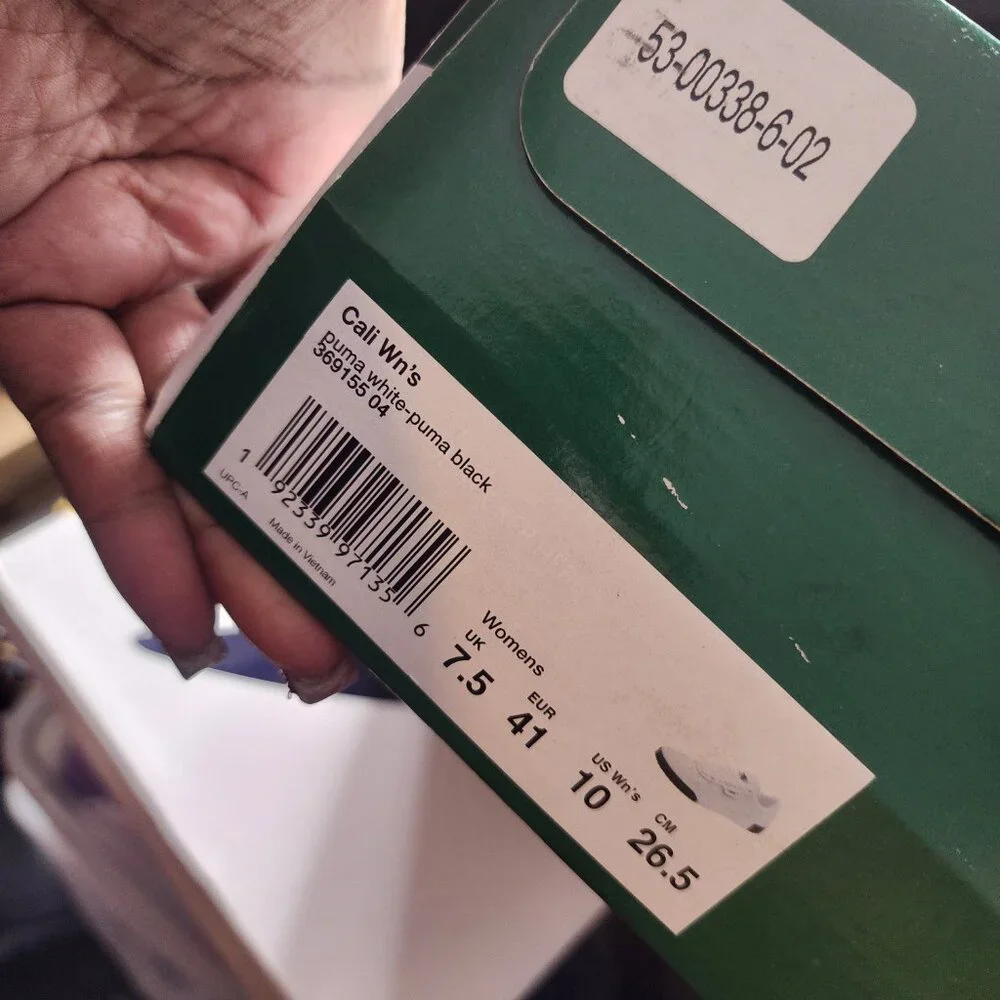 53-00338-6-02
Cali Wn's
puma white-puma black
369155 04
1 92339 97135 6
UPC-A
Made in Vietnam
Womens
UK EUR US Wn's CM
7.5 41 10 26.5